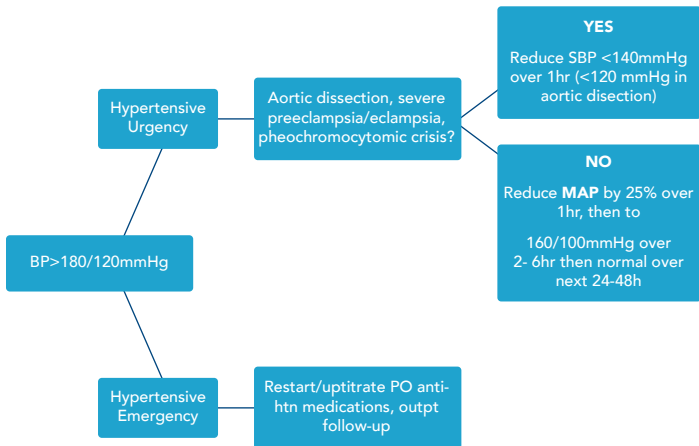 BP>180/120mmHg
Hypertensive
Urgency
Aortic dissection, severe
preeclampsia/eclampsia,
pheochromocytomic crisis?
YES
Reduce SBP <140mmHg
over 1hr (<120 mmHg in
aortic disection)
NO
Reduce MAP by 25% over
1hr, then to
160/100mmHg over
2- 6hr then normal over
next 24-48h
Hypertensive
Emergency
Restart/uptitrate PO anti-
htn medications, outpt
follow-up